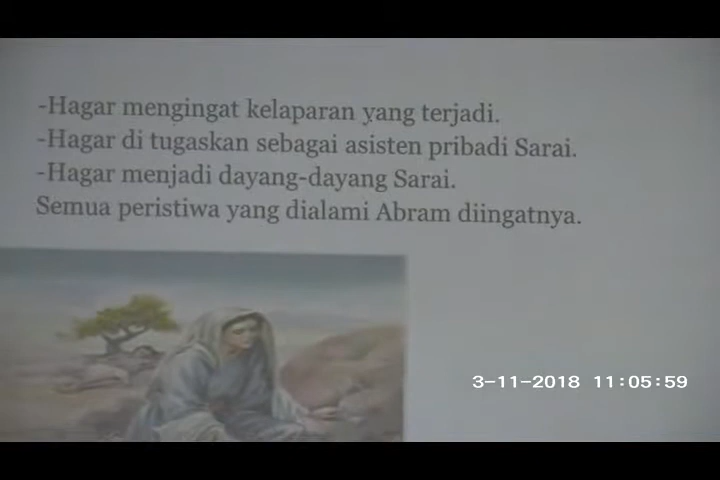 -Hagar mengingat kelaparan yang terjadi.
-Hagar di tugaskan sebagai asisten pribadi Sarai.
-Hagar menjadi dayang-dayang Sarai.
Semua peristiwa yang dialami Abram diingatnya.
3-11-2018 11:05:59